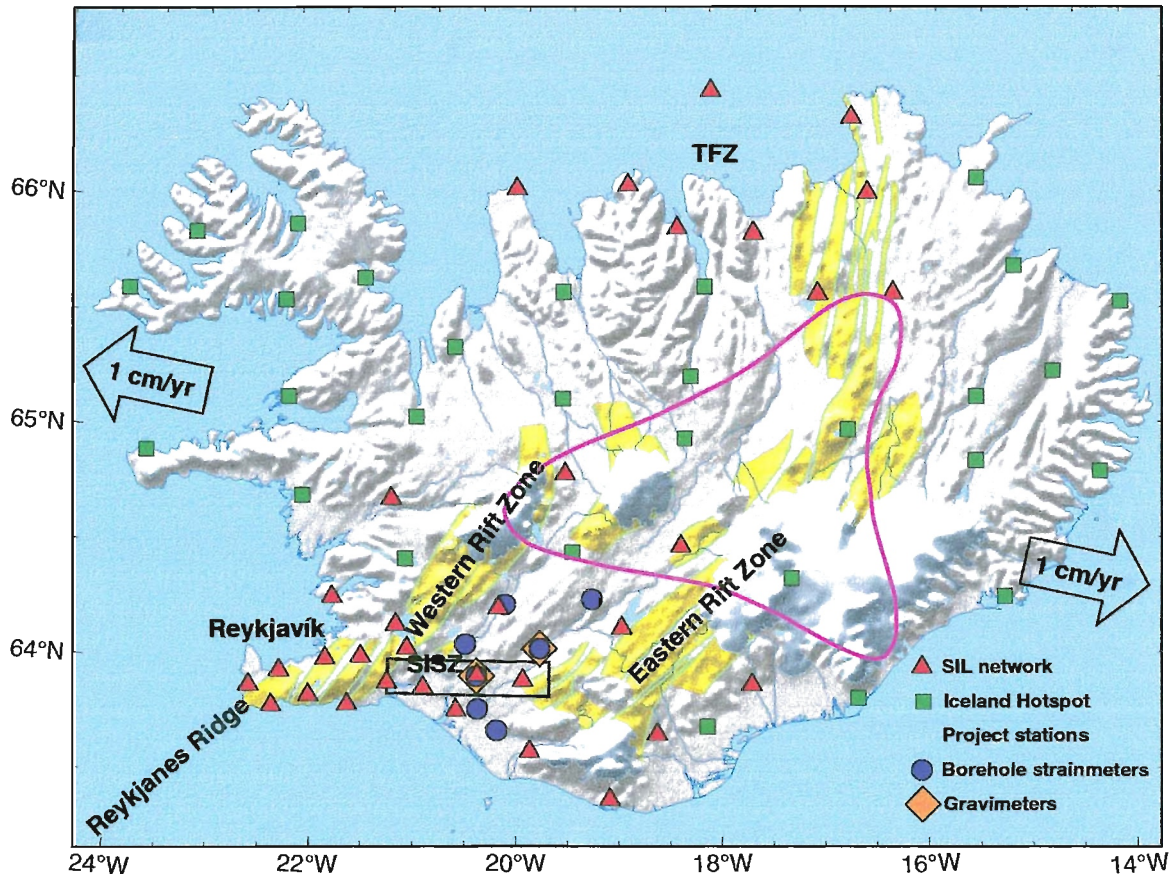 TFZ
66°N
1 cm/yr
65°N
Western Rift Zone
Eastern Rift Zone
1 cm/yr
Reykjavík
64°N
SISZ
Reykjanes Ridge
SIL network
Iceland Hotspot
Project stations
Borehole strainmeters
Gravimeters
24°W 22°W 20°W 18°W 16°W 14°W